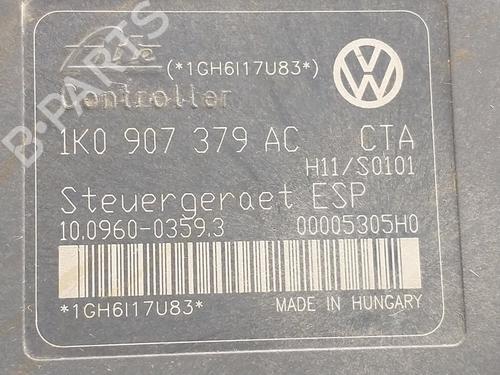 Ate
(*1GH6I17U83*)
Controller
1K0 907 379 AC CTA
H11/S0101
Steuergeraet ESP
10.0960-0359.3 00005305H0
*1GH6I17U83* MADE IN HUNGARY
B-PARTS